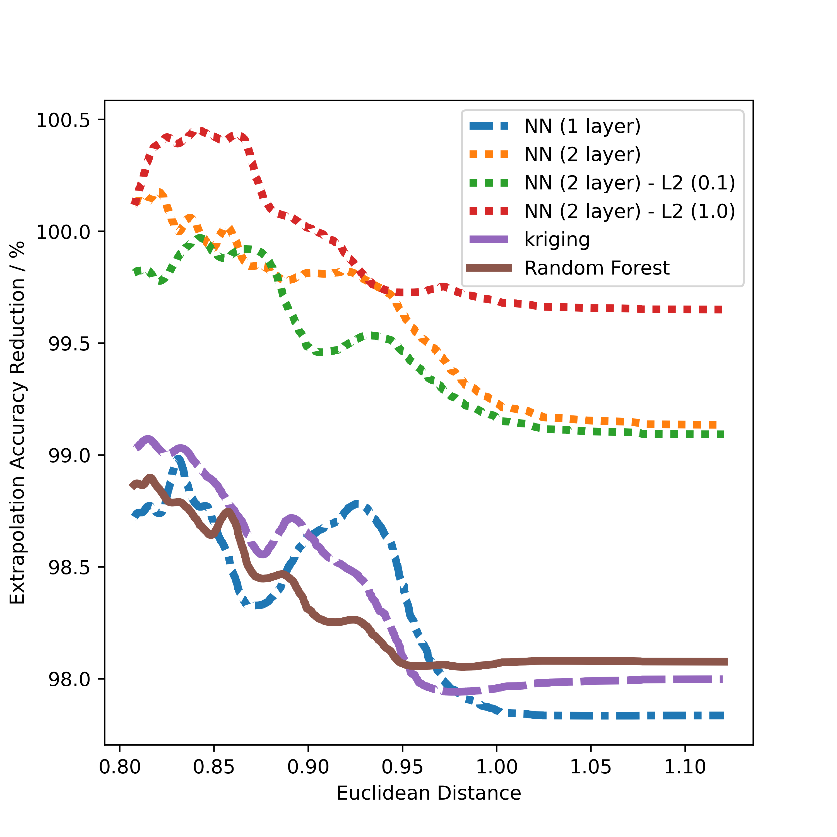 100.5
100.0
99.5
99.0
98.5
98.0
Extrapolation Accuracy Reduction / %
NN (1 layer)
NN (2 layer)
NN (2 layer) - L2 (0.1)
NN (2 layer) - L2 (1.0)
kriging
Random Forest
0.80 0.85 0.90 0.95 1.00 1.05 1.10
Euclidean Distance